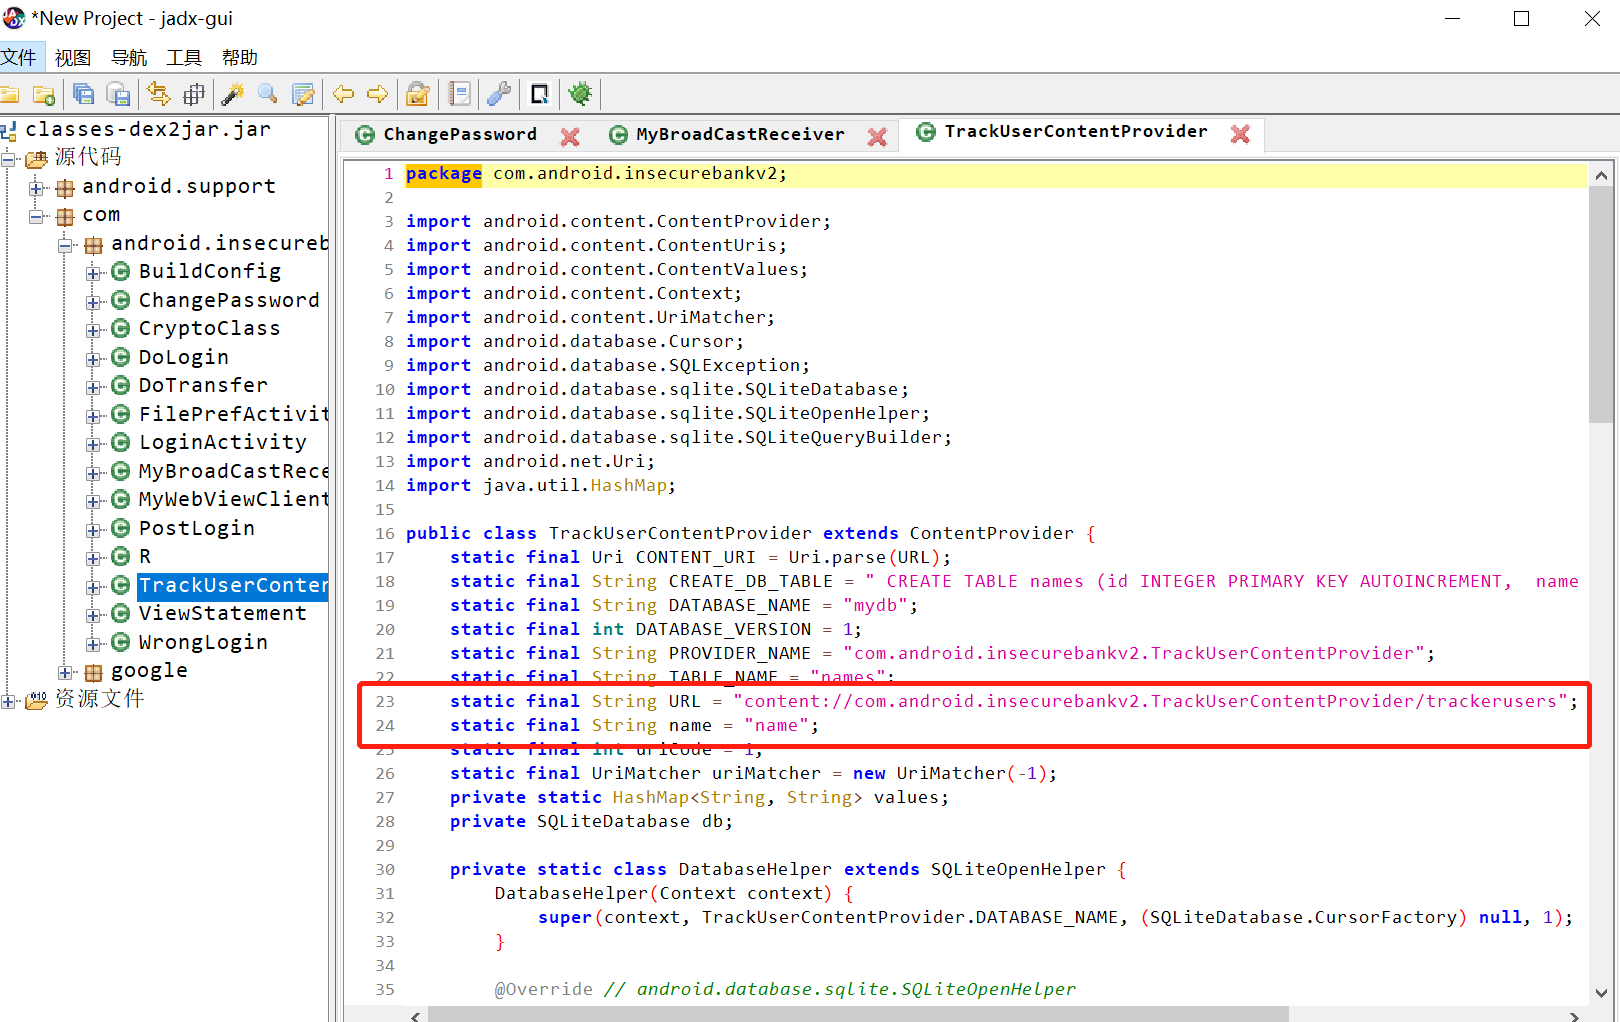 *New Project - jadx-gui
文件 视图 导航 工具 帮助
classes-dex2jar.jar
源代码
android.support
com
android.insecureb
BuildConfig
ChangePassword
CryptoClass
DoLogin
DoTransfer
FilePrefActivit
LoginActivity
MyBroadCastRece
MyWebViewClient
PostLogin
R
TrackUserConter
ViewStatement
WrongLogin
google
资源文件
ChangePassword MyBroadCastReceiver TrackUserContentProvider
1 package com.android.insecurebankv2;
2
3 import android.content.ContentProvider;
4 import android.content.ContentUris;
5 import android.content.ContentValues;
6 import android.content.Context;
7 import android.content.UriMatcher;
8 import android.database.Cursor;
9 import android.database.SQLException;
10 import android.database.sqlite.SQLiteDatabase;
11 import android.database.sqlite.SQLiteOpenHelper;
12 import android.database.sqlite.SQLiteQueryBuilder;
13 import android.net.Uri;
14 import java.util.HashMap;
15
16 public class TrackUserContentProvider extends ContentProvider {
17 static final Uri CONTENT_URI = Uri.parse(URL);
18 static final String CREATE_DB_TABLE = " CREATE TABLE names (id INTEGER PRIMARY KEY AUTOINCREMENT,  name
19 static final String DATABASE_NAME = "mydb";
20 static final int DATABASE_VERSION = 1;
21 static final String PROVIDER_NAME = "com.android.insecurebankv2.TrackUserContentProvider";
22 static final String TABLE_NAME = "names";
23 static final String URL = "content://com.android.insecurebankv2.TrackUserContentProvider/trackerusers";
24 static final String name = "name";
25 static final int uriCode = 1;
26 static final UriMatcher uriMatcher = new UriMatcher(-1);
27 private static HashMap<String, String> values;
28 private SQLiteDatabase db;
29
30 private static class DatabaseHelper extends SQLiteOpenHelper {
31 DatabaseHelper(Context context) {
32 super(context, TrackUserContentProvider.DATABASE_NAME, (SQLiteDatabase.CursorFactory) null, 1);
33 }
34
35 @Override // android.database.sqlite.SQLiteOpenHelper